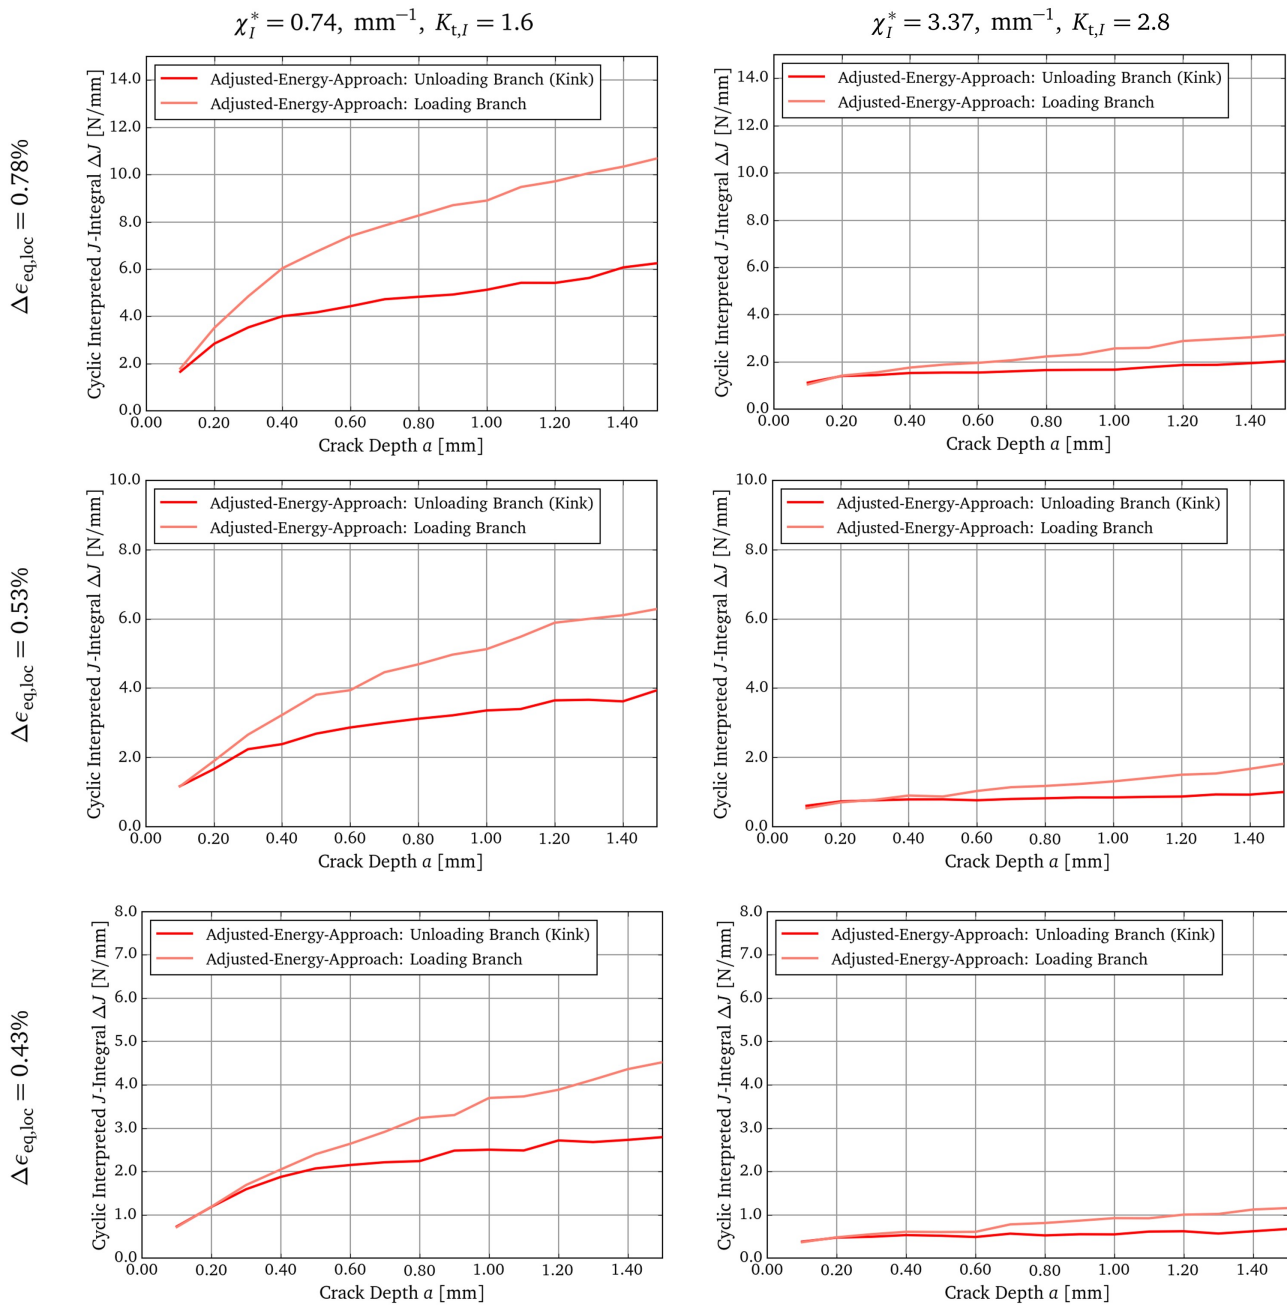 χ*I = 0.74, mm−1, Kt,I = 1.6
χ*I = 3.37, mm−1, Kt,I = 2.8
Δϵeq,loc = 0.78%
Cyclic Interpreted J-Integral ΔJ [N/mm]
14.0
12.0
10.0
8.0
6.0
4.0
2.0
0.0
Adjusted-Energy-Approach: Unloading Branch (Kink)
Adjusted-Energy-Approach: Loading Branch
0.00 0.20 0.40 0.60 0.80 1.00 1.20 1.40
Crack Depth a [mm]
Cyclic Interpreted J-Integral ΔJ [N/mm]
14.0
12.0
10.0
8.0
6.0
4.0
2.0
0.0
Adjusted-Energy-Approach: Unloading Branch (Kink)
Adjusted-Energy-Approach: Loading Branch
0.00 0.20 0.40 0.60 0.80 1.00 1.20 1.40
Crack Depth a [mm]
Δϵeq,loc = 0.53%
Cyclic Interpreted J-Integral ΔJ [N/mm]
10.0
8.0
6.0
4.0
2.0
0.0
Adjusted-Energy-Approach: Unloading Branch (Kink)
Adjusted-Energy-Approach: Loading Branch
0.00 0.20 0.40 0.60 0.80 1.00 1.20 1.40
Crack Depth a [mm]
Cyclic Interpreted J-Integral ΔJ [N/mm]
10.0
8.0
6.0
4.0
2.0
0.0
Adjusted-Energy-Approach: Unloading Branch (Kink)
Adjusted-Energy-Approach: Loading Branch
0.00 0.20 0.40 0.60 0.80 1.00 1.20 1.40
Crack Depth a [mm]
Δϵeq,loc = 0.43%
Cyclic Interpreted J-Integral ΔJ [N/mm]
8.0
7.0
6.0
5.0
4.0
3.0
2.0
1.0
0.0
Adjusted-Energy-Approach: Unloading Branch (Kink)
Adjusted-Energy-Approach: Loading Branch
0.00 0.20 0.40 0.60 0.80 1.00 1.20 1.40
Crack Depth a [mm]
Cyclic Interpreted J-Integral ΔJ [N/mm]
8.0
7.0
6.0
5.0
4.0
3.0
2.0
1.0
0.0
Adjusted-Energy-Approach: Unloading Branch (Kink)
Adjusted-Energy-Approach: Loading Branch
0.00 0.20 0.40 0.60 0.80 1.00 1.20 1.40
Crack Depth a [mm]